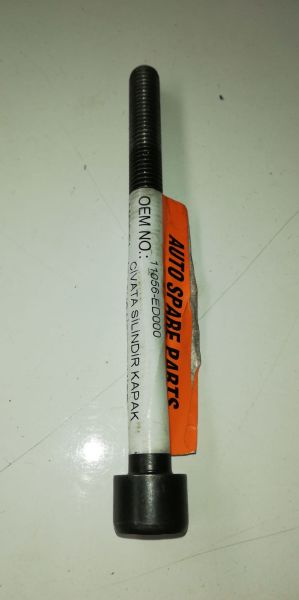 OEM NO.: 11056-ED000
CIVATA SILINDIR KAPAK
AUTO SPARE PARTS